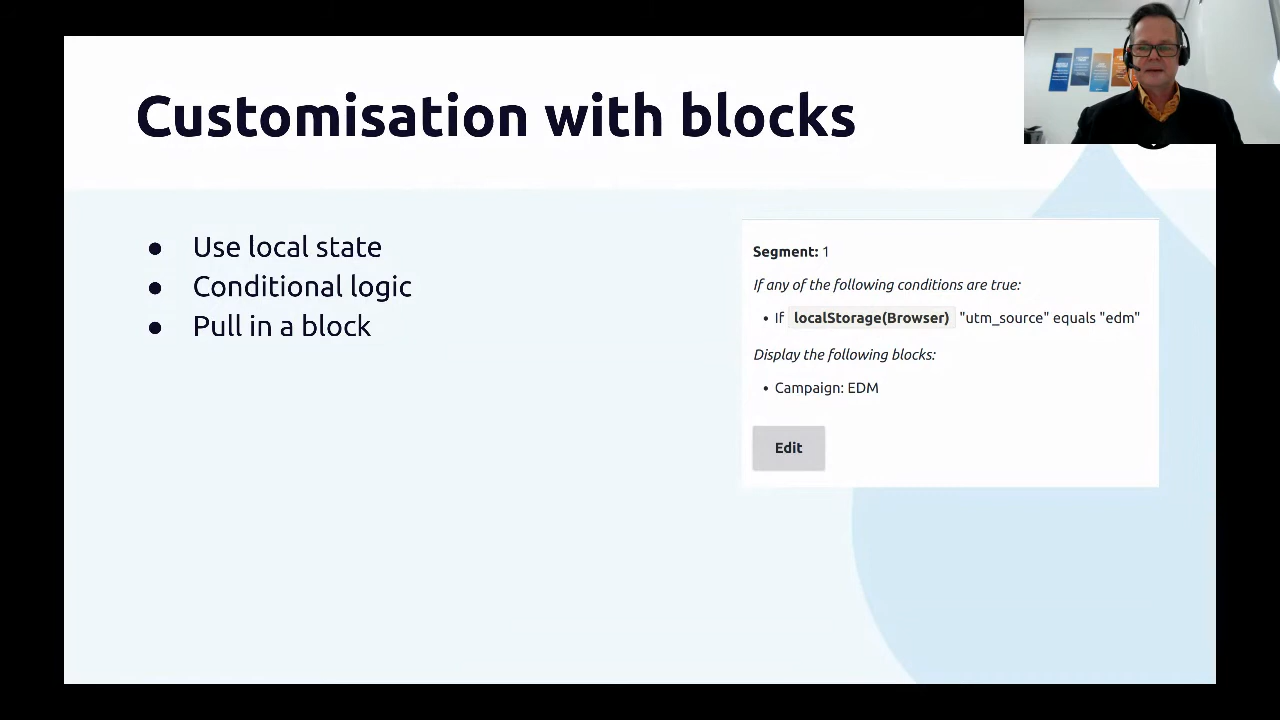 Customisation with blocks
● Use local state
● Conditional logic
● Pull in a block
Segment: 1
If any of the following conditions are true:
• If localStorage(Browser) "utm_source" equals "edm"
Display the following blocks:
• Campaign: EDM
Edit